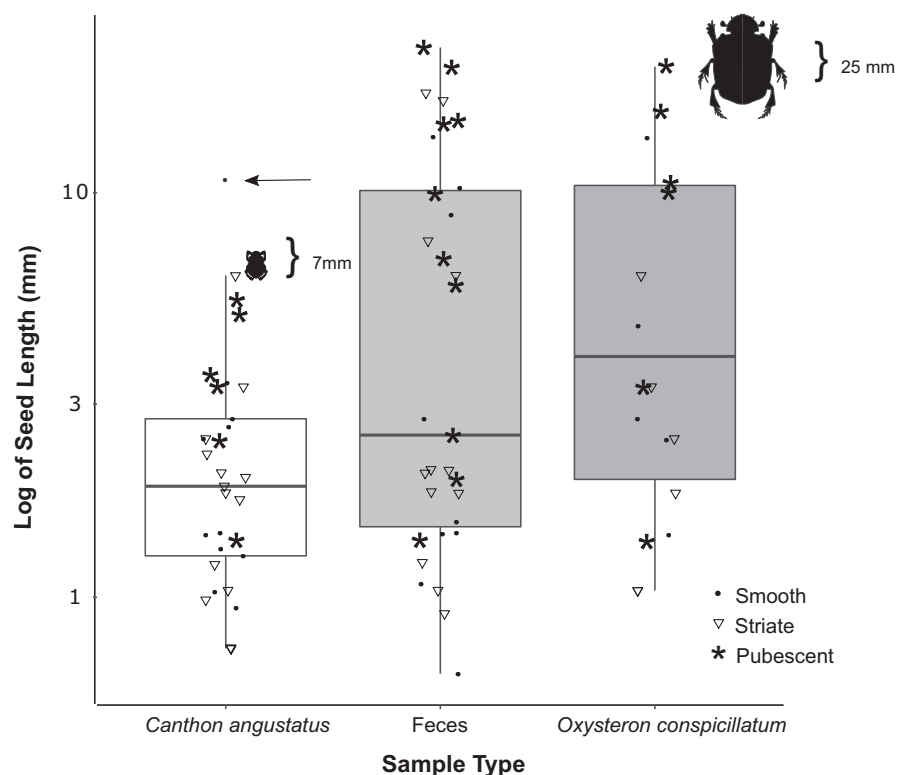 25 mm
10
7mm
3
1
Log of Seed Length (mm)
Smooth
Striate
Pubescent
Canthon angustatus
Feces
Oxysteron conspicillatum
Sample Type